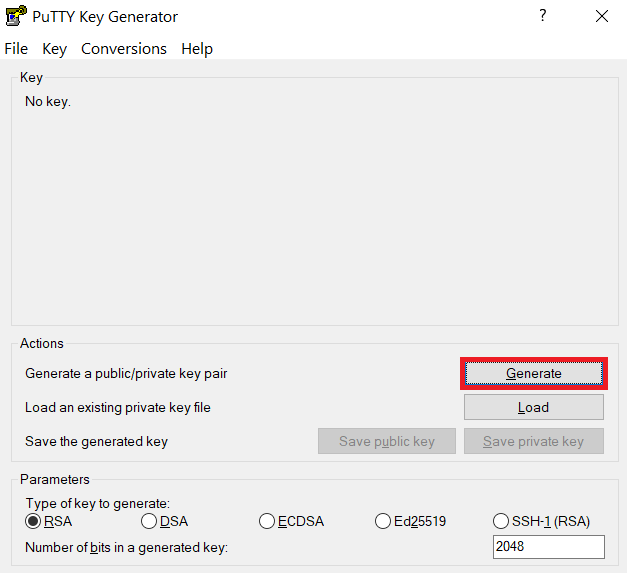 PuTTY Key Generator ?
File Key Conversions Help
Key
No key.
Actions
Generate a public/private key pair Generate
Load an existing private key file Load
Save the generated key Save public key Save private key
Parameters
Type of key to generate:
RSA DSA ECDSA Ed25519 SSH-1 (RSA)
Number of bits in a generated key: 2048